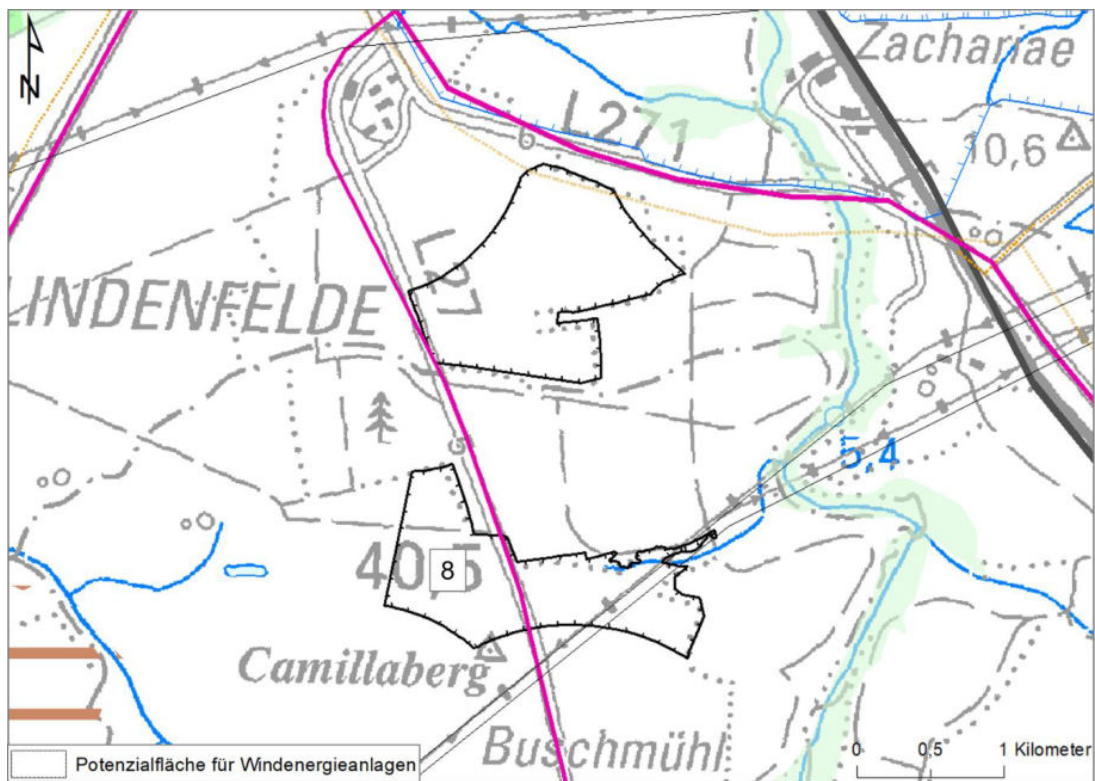 Zachariae
N
L271
10,6
L27
LINDENFELDE
5,4
40,5
8
Camillaberg
Buschmühl
0 0,5 1 Kilometer
Potenzialfläche für Windenergieanlagen